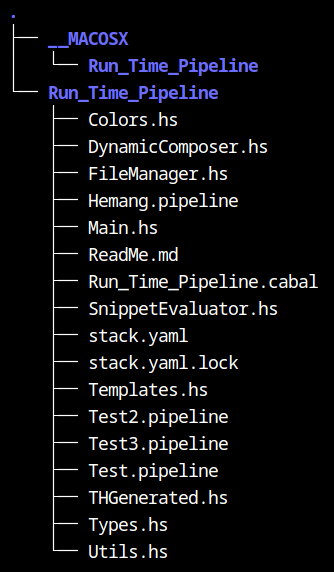 .
├── __MACOSX
│   └── Run_Time_Pipeline
└── Run_Time_Pipeline
    ├── Colors.hs
    ├── DynamicComposer.hs
    ├── FileManager.hs
    ├── Hemang.pipeline
    ├── Main.hs
    ├── ReadMe.md
    ├── Run_Time_Pipeline.cabal
    ├── SnippetEvaluator.hs
    ├── stack.yaml
    ├── stack.yaml.lock
    ├── Templates.hs
    ├── Test2.pipeline
    ├── Test3.pipeline
    ├── Test.pipeline
    ├── THGenerated.hs
    ├── Types.hs
    └── Utils.hs